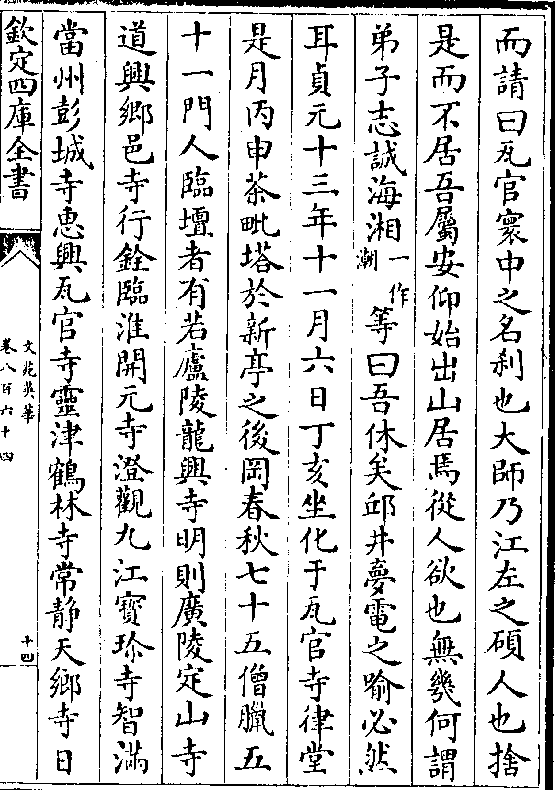 而請曰瓦官寰中之名刹也大師乃江左之碩人也捨
是而不居吾屬安仰始出山居焉從人欲也無幾何謂
弟子志誠海湘一作潮等曰吾休矣邱井夢電之喻必然
耳貞元十三年十一月六日丁亥坐化于瓦官寺律堂
是月丙申茶毗塔於新亭之後岡春秋七十五僧臘五
十一門人臨壇者有若廬陵龍興寺明則廣陵定山寺
道興鄉邑寺行銓臨淮開元寺澄觀九江寶珍寺智滿
當州彭城寺惠興瓦官寺靈津鶴林寺常静天鄉寺日
欽定四庫全書
文苑英華
卷八百六十四
十四